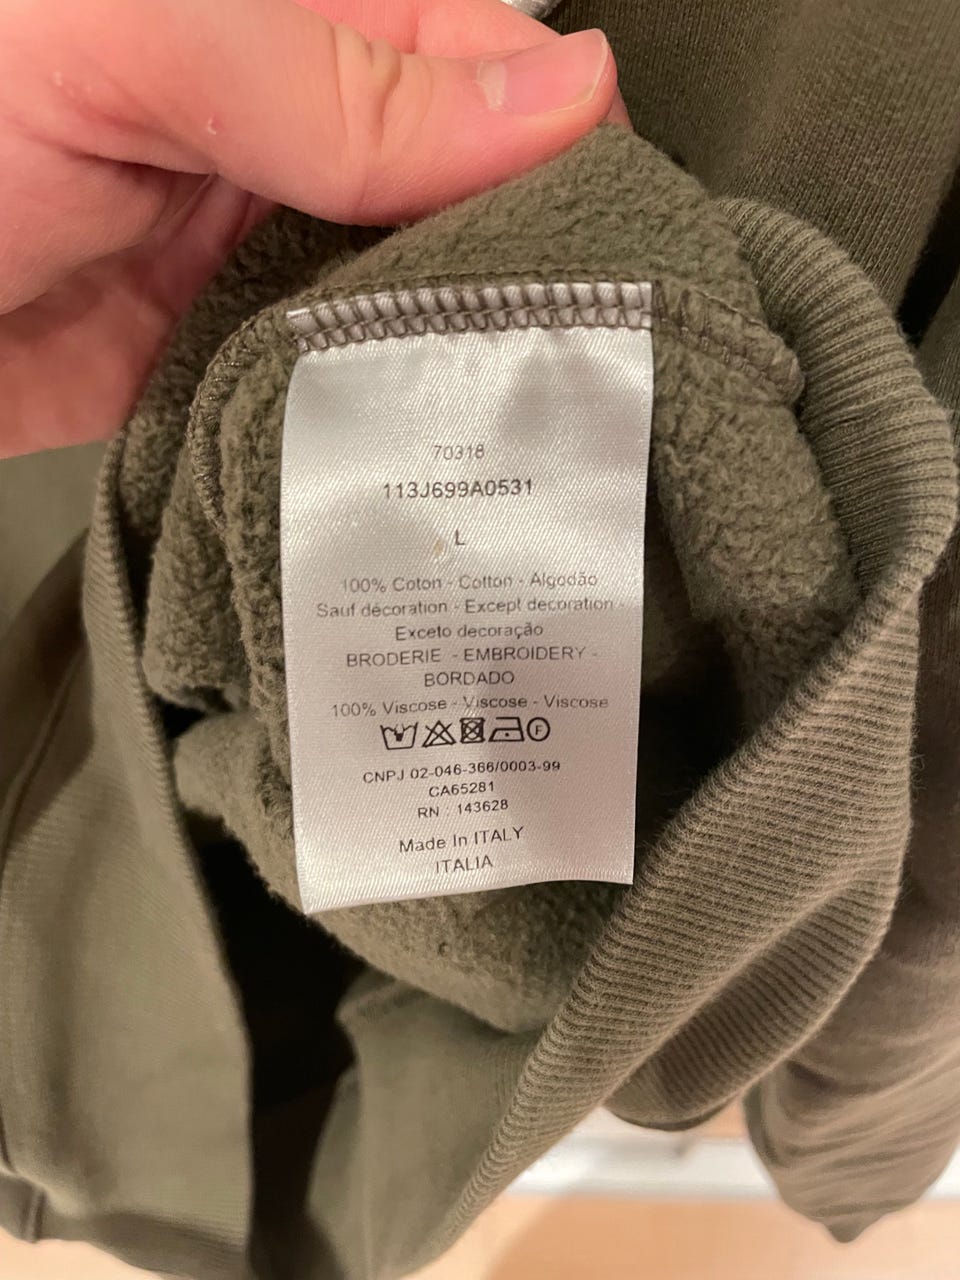 70318
113J699A0531
L
100% Coton - Cotton - Algodão
Sauf décoration - Except decoration -
Exceto decoração
BRODERIE - EMBROIDERY -
BORDADO
100% Viscose - Viscose - Viscose
F
CNPJ 02-046-366/0003-99
CA65281
RN : 143628
Made In ITALY
ITALIA